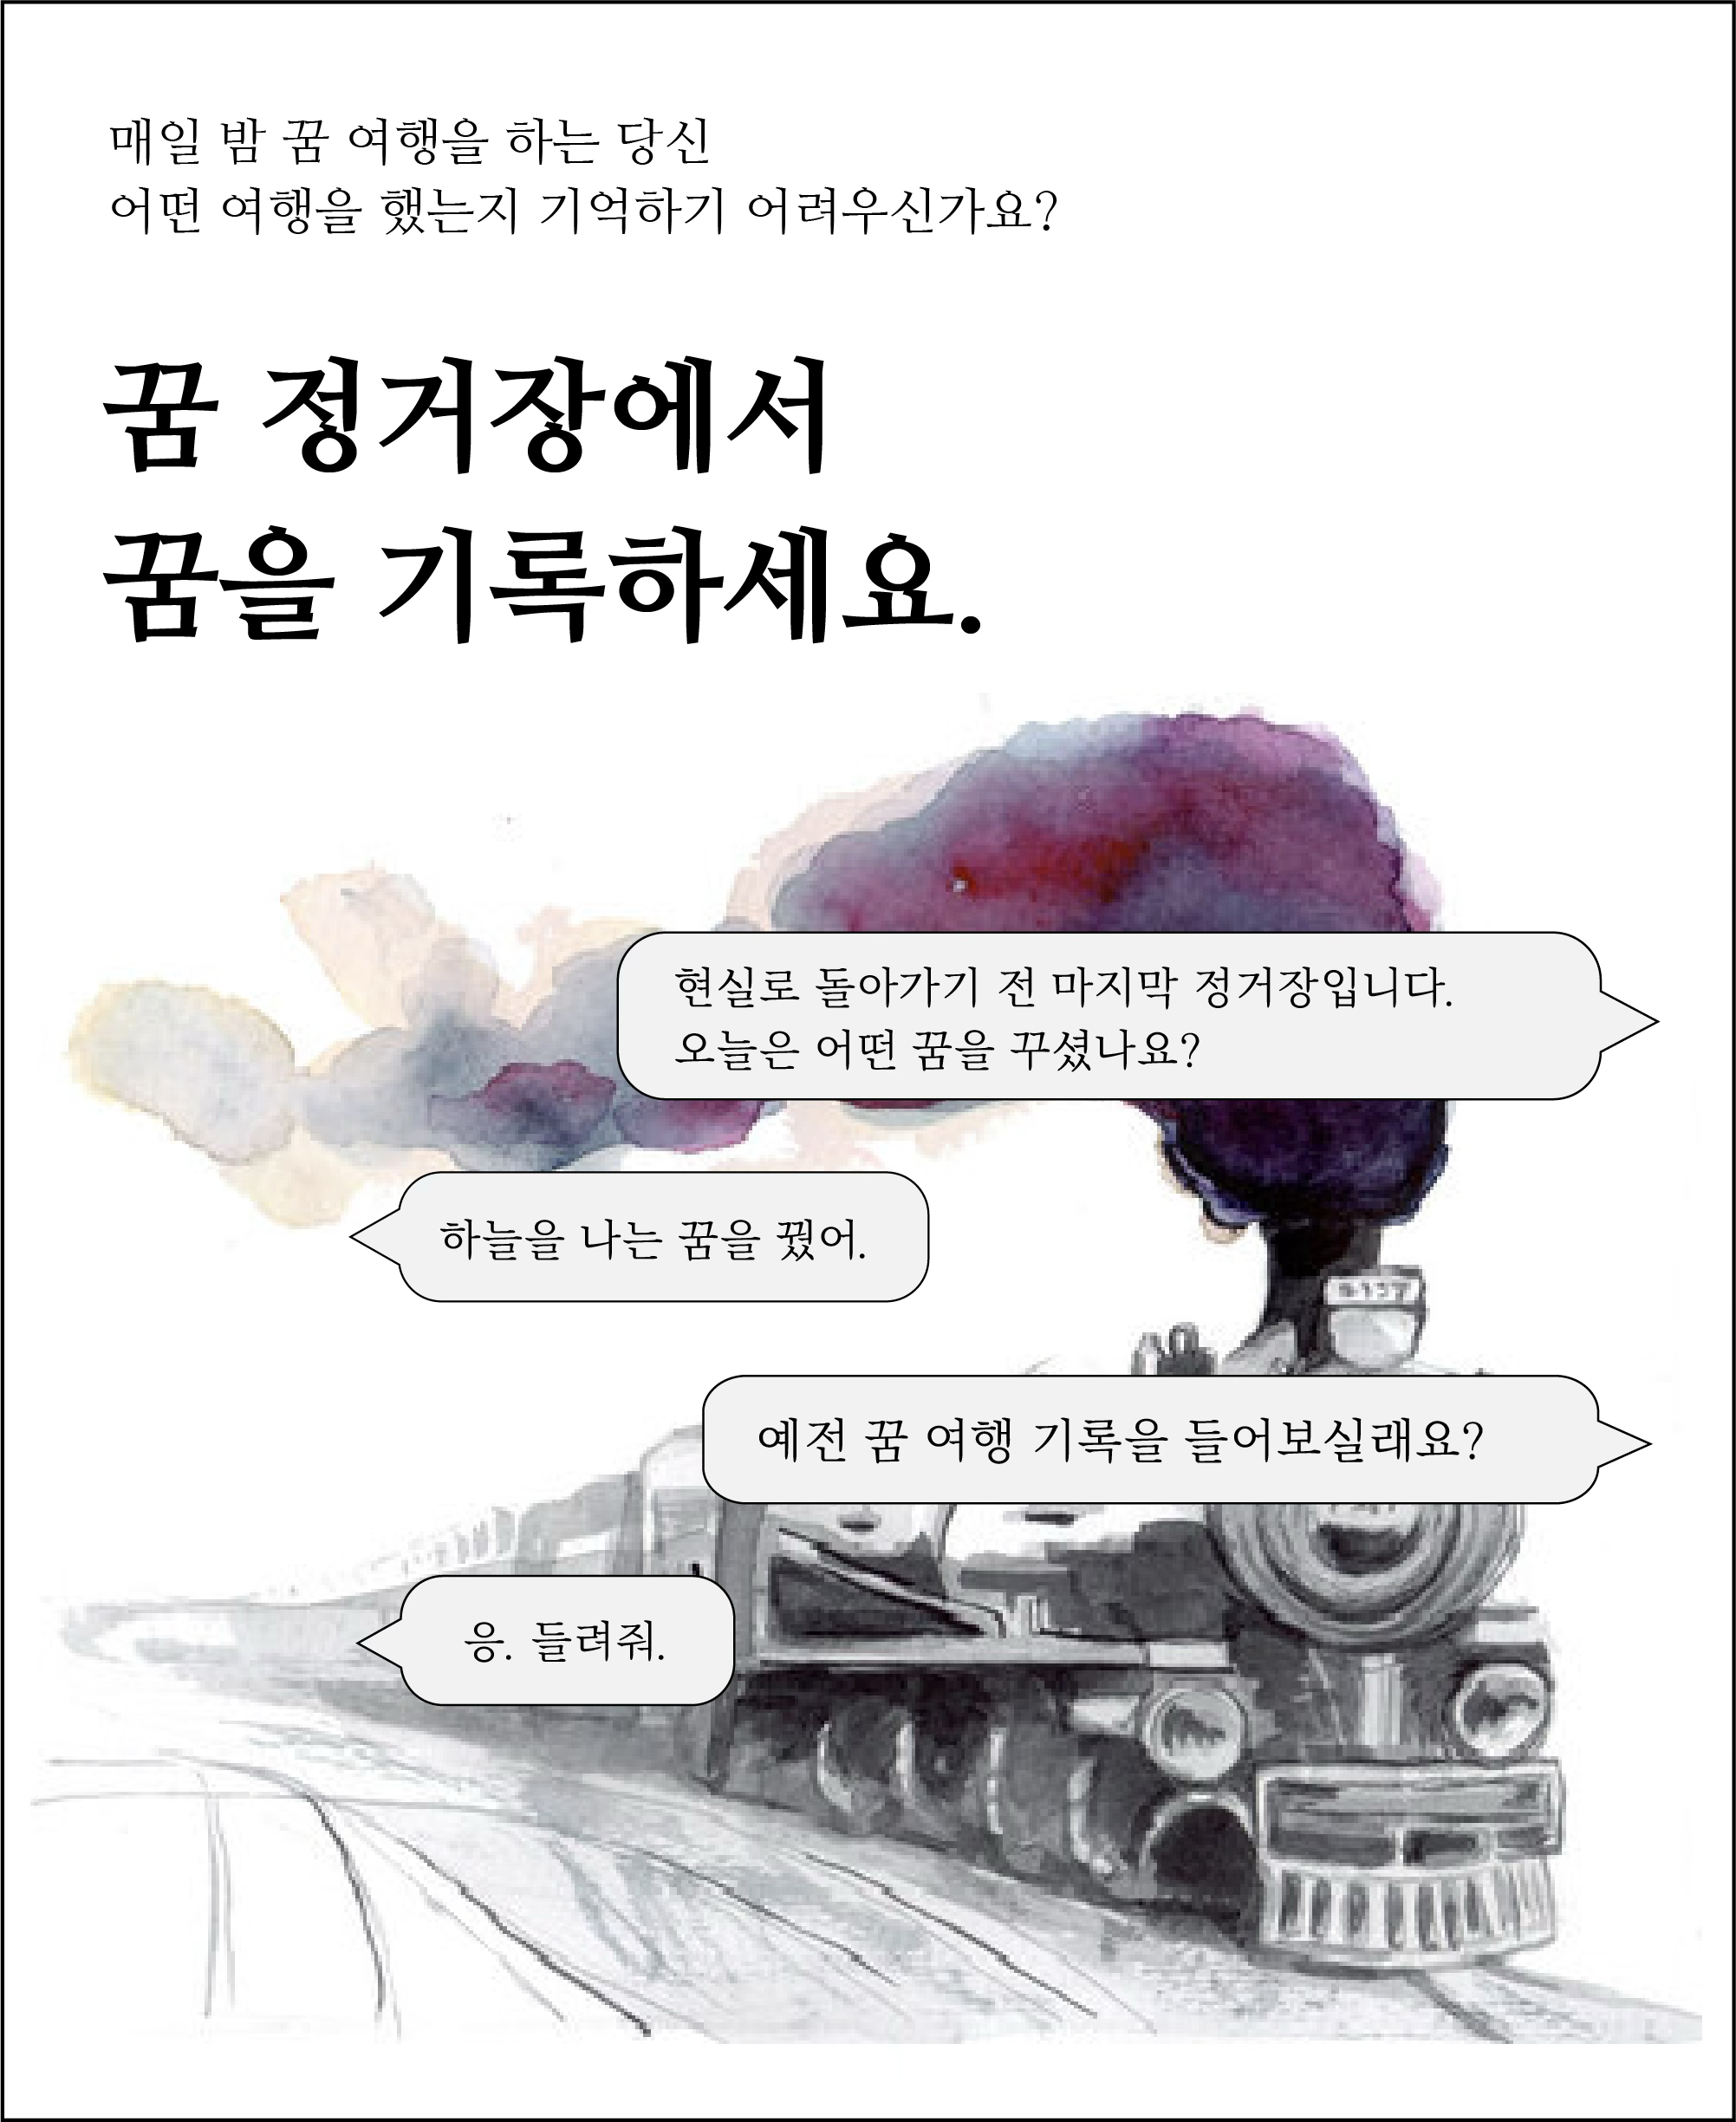 매일 밤 꿈 여행을 하는 당신
어떤 여행을 했는지 기억하기 어려우신가요?
꿈 정거장에서
꿈을 기록하세요.
현실로 돌아가기 전 마지막 정거장입니다.
오늘은 어떤 꿈을 꾸셨나요?
하늘을 나는 꿈을 꿨어.
예전 꿈 여행 기록을 들어보실래요?
응. 들려줘.